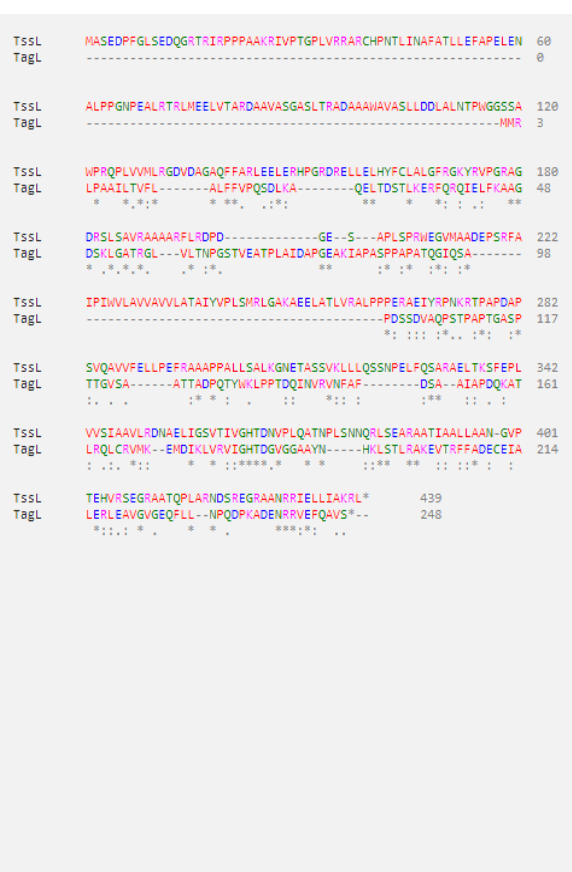 TssL MASEDPFGLSEDQGRTRIRPPPAAKRIVPTGPLVRRARCHPNTLINAFATLLEFAPELEN 60
TagL ------------------------------------------------------------ 0
TssL ALPPGNPEALRTRLMEELVTARDAAVASGASLTRADAAAWAVASLLDDLALNTPWGGSSA 120
TagL ---------------------------------------------------------MMR 3
TssL WPRQPLVVMLRGDVDAGAQFFARLEELERHPGRDRELLELHYFCLALGFRGKYRVPGRAG 180
TagL LPAAILTVFL-------ALFFVPQSDLKA--------QELTDSTLKERFRQRQIELFKAAG 48
* *.*:* * **. .:*: ** * *: : .: **
TssL DRSLSAVRAAAARFLRDPD-------------GE--S---APLSPRWEGVMAADEPSRFA 222
TagL DSKLGATRGL---VLTNPGSTVEATPLAIDAPGEAKIAPASPPAPATQGIQSA------- 98
* .*.*.*. .* :*. ** :* :* :*: :*
TssL IPIWVLAVVAVVLATAIYVPLSMRLGAKAEELATLVRALPPPERAEIYRPNKRTPAPDAP 282
TagL -----------------------------------------PDSSDVAQPSTPAPTGASP 117
*: ::: :*.. :*: :*
TssL SVQAVVFELLPEFRAAAPPALLSALKGNETASSVKLLLQSSNPELFQSARAELTKSFEPL 342
TagL TTGVSA------ATTADPQTYWKLPPTDQINVRVNFAF--------DSA--AIAPDQKAT 161
:. . . :* * : . :: *:: : :** :: . :
TssL VVSIAAVLRDNAELIGSVTIVGHTDNVPLQATNPLSNNQRLSEARAATIAALLAAN-GVP 401
TagL LRQLCRVMK--EMDIKLVRVIGHTDGVGGAAYN-----HKLSTLRAKEVTRFFADECEIA 214
: .:. *:: * * ::****.* * * ::** ** :: ::* : :
TssL TEHVRSEGRAATQPLARNDSREGRAANRRIELLIAKRL* 439
TagL LERLEAVGVGEQFLL--NPQDPKADENRRVEFQAVS*-- 248
*::.: * . * * . ***:*: ..